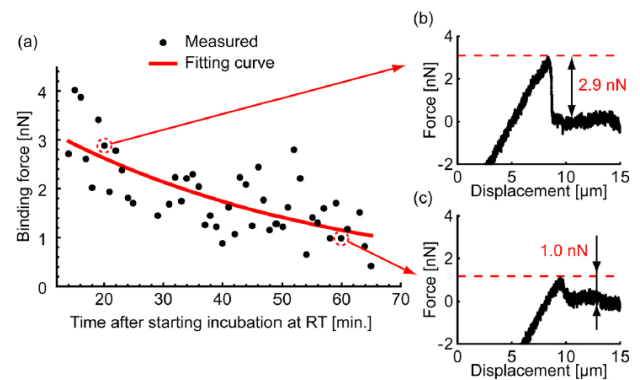 (a)
Measured
Fitting curve
Binding force [nN]
5
4
3
2
1
0
20 30 40 50 60 70
Time after starting incubation at RT [min.]
(b)
Force [nN]
4
2
0
-2
2.9 nN
0 5 10 15
Displacement [μm]
(c)
Force [nN]
4
2
0
-2
1.0 nN
0 5 10 15
Displacement [μm]